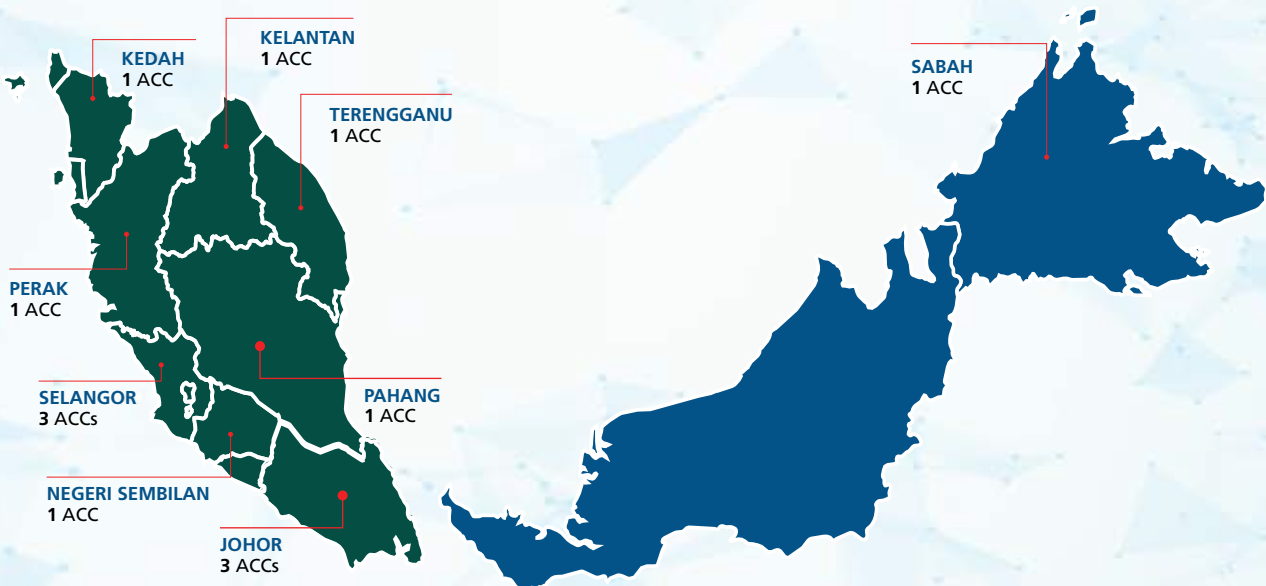 KEDAH
1 ACC
KELANTAN
1 ACC
TERENGGANU
1 ACC
SABAH
1 ACC
PERAK
1 ACC
SELANGOR
3 ACCs
PAHANG
1 ACC
NEGERI SEMBILAN
1 ACC
JOHOR
3 ACCs